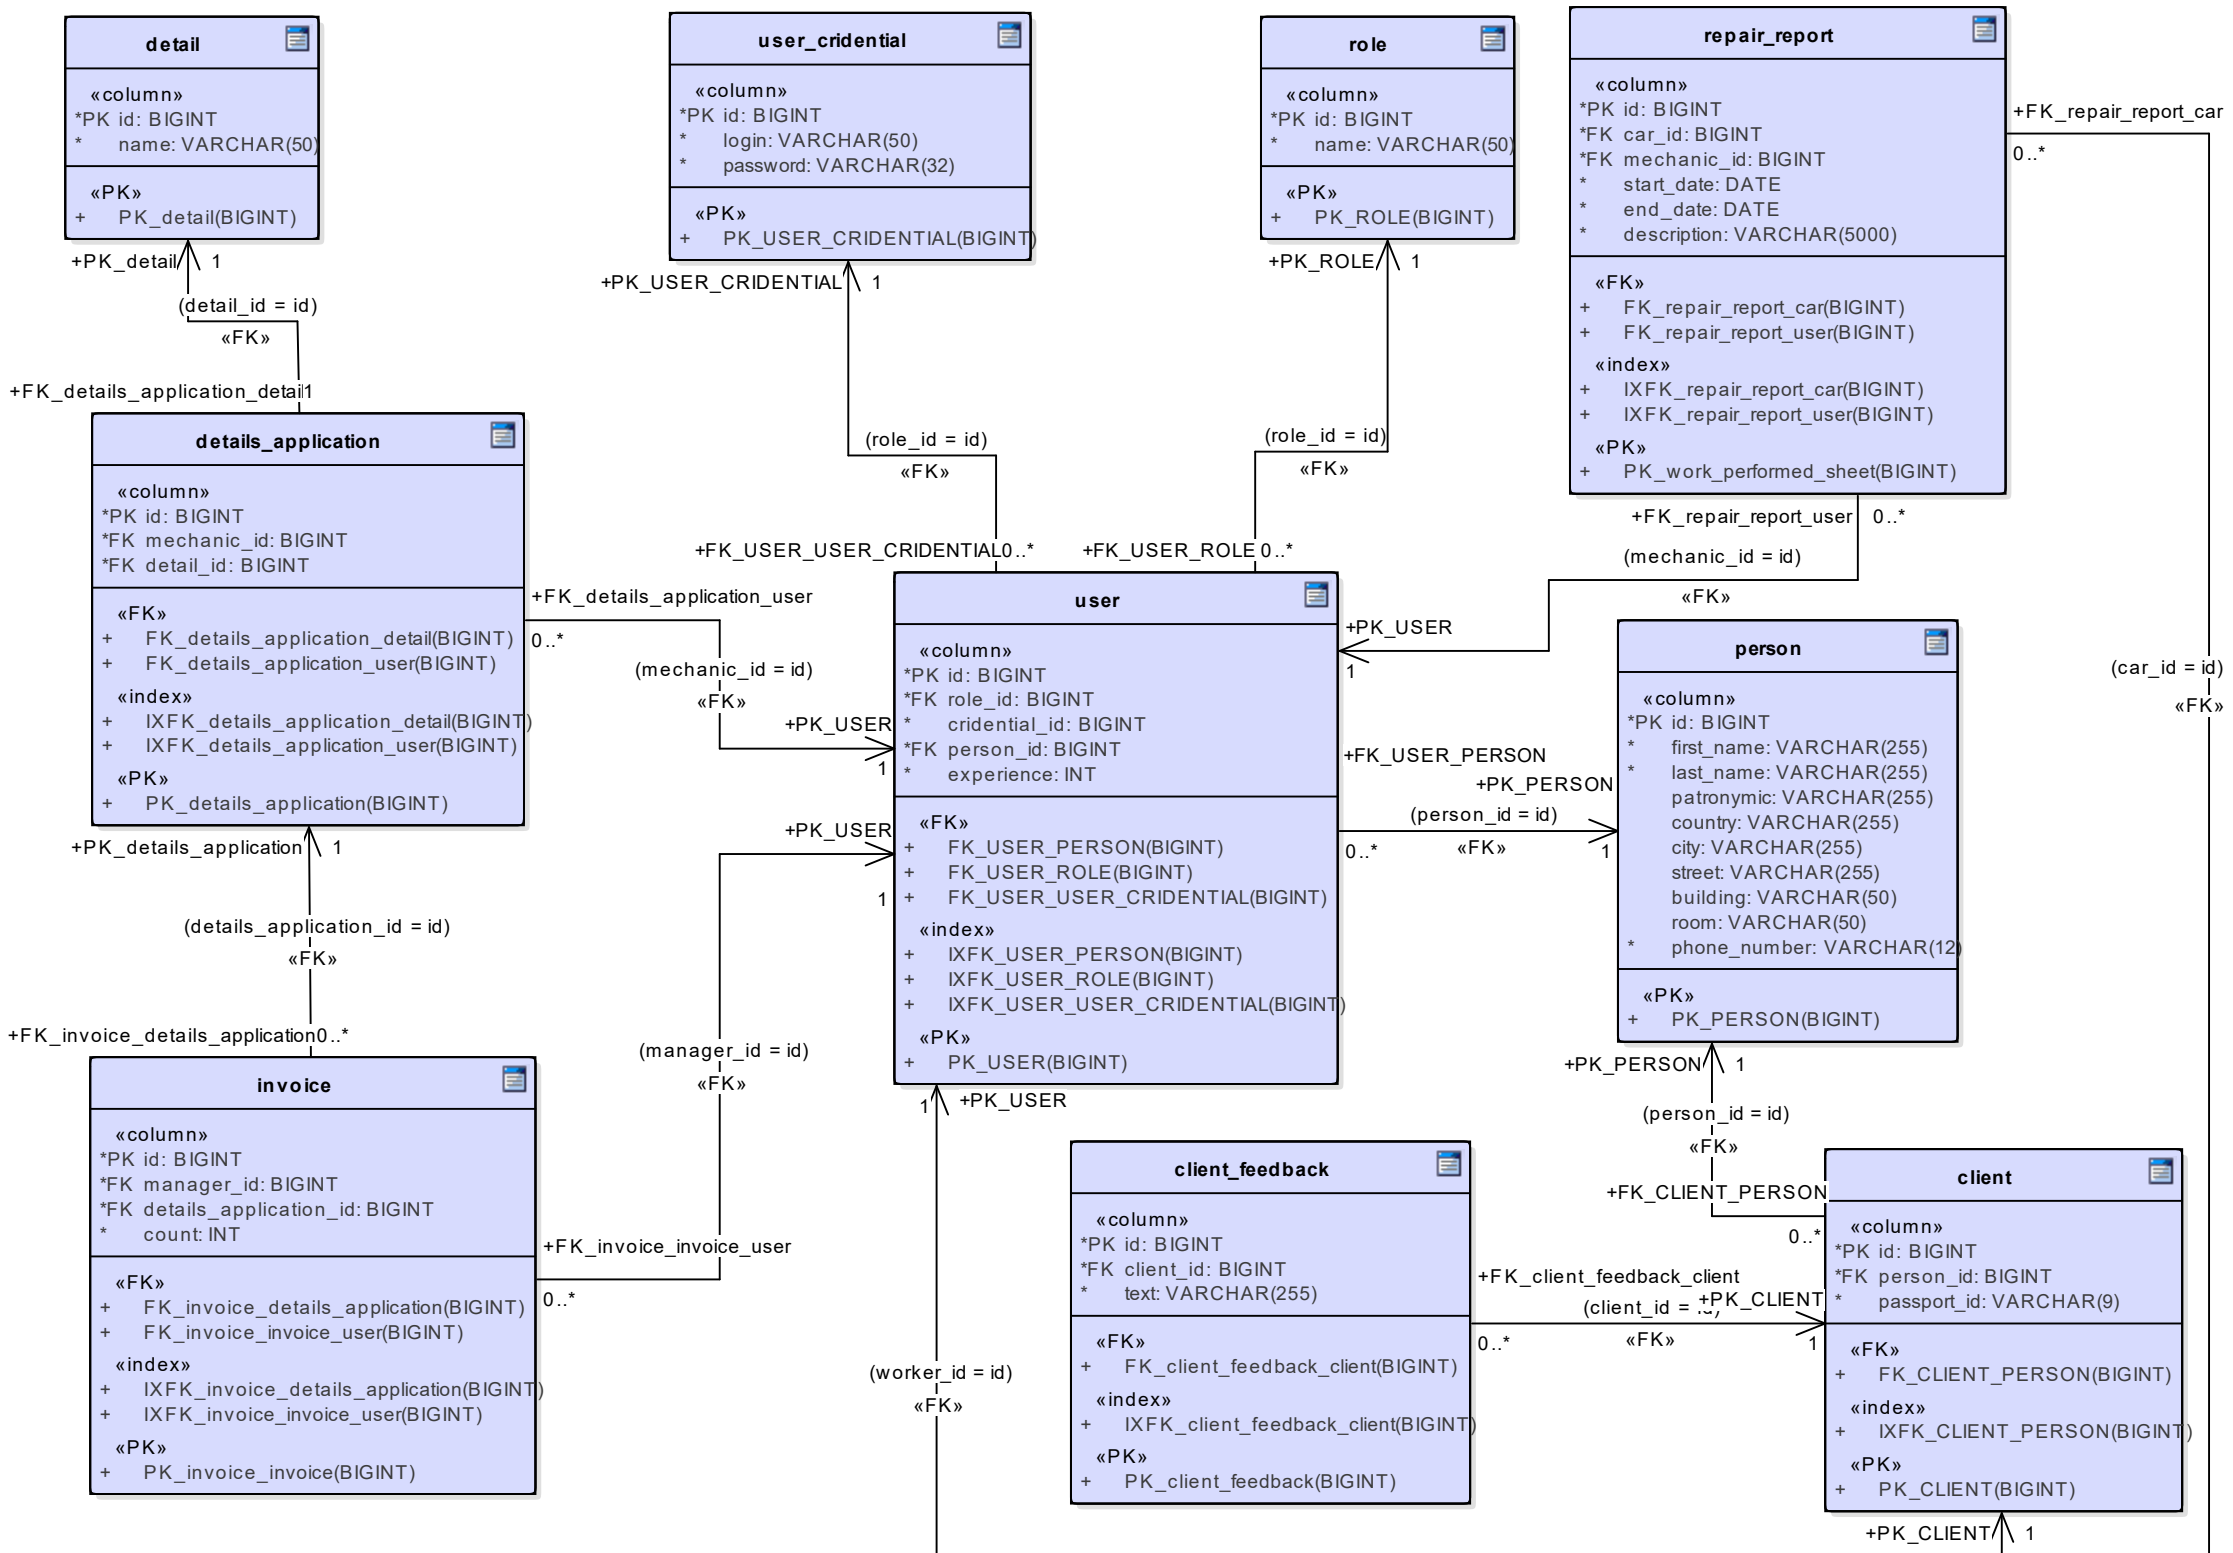 detail
«column»
*PK id: BIGINT
* name: VARCHAR(50)
«PK»
+ PK_detail(BIGINT)
+PK_detail 1
(detail_id = id)
«FK»
+FK_details_application_detail 1
user_cridential
«column»
*PK id: BIGINT
* login: VARCHAR(50)
* password: VARCHAR(32)
«PK»
+ PK_USER_CRIDENTIAL(BIGINT)
+PK_USER_CRIDENTIAL 1
(role_id = id)
«FK»
+FK_USER_USER_CRIDENTIAL 0..*
role
«column»
*PK id: BIGINT
* name: VARCHAR(50)
«PK»
+ PK_ROLE(BIGINT)
+PK_ROLE 1
(role_id = id)
«FK»
+FK_USER_ROLE 0..*
repair_report
«column»
*PK id: BIGINT
*FK car_id: BIGINT
*FK mechanic_id: BIGINT
* start_date: DATE
* end_date: DATE
* description: VARCHAR(5000)
«FK»
+ FK_repair_report_car(BIGINT)
+ FK_repair_report_user(BIGINT)
«index»
+ IXFK_repair_report_car(BIGINT)
+ IXFK_repair_report_user(BIGINT)
«PK»
+ PK_work_performed_sheet(BIGINT)
+FK_repair_report_car
0..*
(car_id = id)
«FK»
+FK_repair_report_user 0..*
(mechanic_id = id)
«FK»
+PK_USER
1
details_application
«column»
*PK id: BIGINT
*FK mechanic_id: BIGINT
*FK detail_id: BIGINT
«FK»
+ FK_details_application_detail(BIGINT)
+ FK_details_application_user(BIGINT)
«index»
+ IXFK_details_application_detail(BIGINT)
+ IXFK_details_application_user(BIGINT)
«PK»
+ PK_details_application(BIGINT)
+FK_details_application_user
0..*
(mechanic_id = id)
«FK»
+PK_USER
1
+PK_details_application 1
(details_application_id = id)
«FK»
+FK_invoice_details_application 0..*
user
«column»
*PK id: BIGINT
*FK role_id: BIGINT
* cridential_id: BIGINT
*FK person_id: BIGINT
* experience: INT
«FK»
+ FK_USER_PERSON(BIGINT)
+ FK_USER_ROLE(BIGINT)
+ FK_USER_USER_CRIDENTIAL(BIGINT)
«index»
+ IXFK_USER_PERSON(BIGINT)
+ IXFK_USER_ROLE(BIGINT)
+ IXFK_USER_USER_CRIDENTIAL(BIGINT)
«PK»
+ PK_USER(BIGINT)
+FK_USER_PERSON
+PK_PERSON
(person_id = id)
0..*
«FK»
1
person
«column»
*PK id: BIGINT
* first_name: VARCHAR(255)
* last_name: VARCHAR(255)
patronymic: VARCHAR(255)
country: VARCHAR(255)
city: VARCHAR(255)
street: VARCHAR(255)
building: VARCHAR(50)
room: VARCHAR(50)
* phone_number: VARCHAR(12)
«PK»
+ PK_PERSON(BIGINT)
+PK_PERSON 1
(person_id = id)
«FK»
+FK_CLIENT_PERSON
0..*
invoice
«column»
*PK id: BIGINT
*FK manager_id: BIGINT
*FK details_application_id: BIGINT
* count: INT
«FK»
+ FK_invoice_details_application(BIGINT)
+ FK_invoice_invoice_user(BIGINT)
«index»
+ IXFK_invoice_details_application(BIGINT)
+ IXFK_invoice_invoice_user(BIGINT)
«PK»
+ PK_invoice_invoice(BIGINT)
+FK_invoice_invoice_user
0..*
(manager_id = id)
«FK»
+PK_USER
1
1 +PK_USER
(worker_id = id)
«FK»
client_feedback
«column»
*PK id: BIGINT
*FK client_id: BIGINT
* text: VARCHAR(255)
«FK»
+ FK_client_feedback_client(BIGINT)
«index»
+ IXFK_client_feedback_client(BIGINT)
«PK»
+ PK_client_feedback(BIGINT)
+FK_client_feedback_client
(client_id = +PK_CLIENT
0..*
«FK»
1
client
«column»
*PK id: BIGINT
*FK person_id: BIGINT
* passport_id: VARCHAR(9)
«FK»
+ FK_CLIENT_PERSON(BIGINT)
«index»
+ IXFK_CLIENT_PERSON(BIGINT)
«PK»
+ PK_CLIENT(BIGINT)
+PK_CLIENT 1